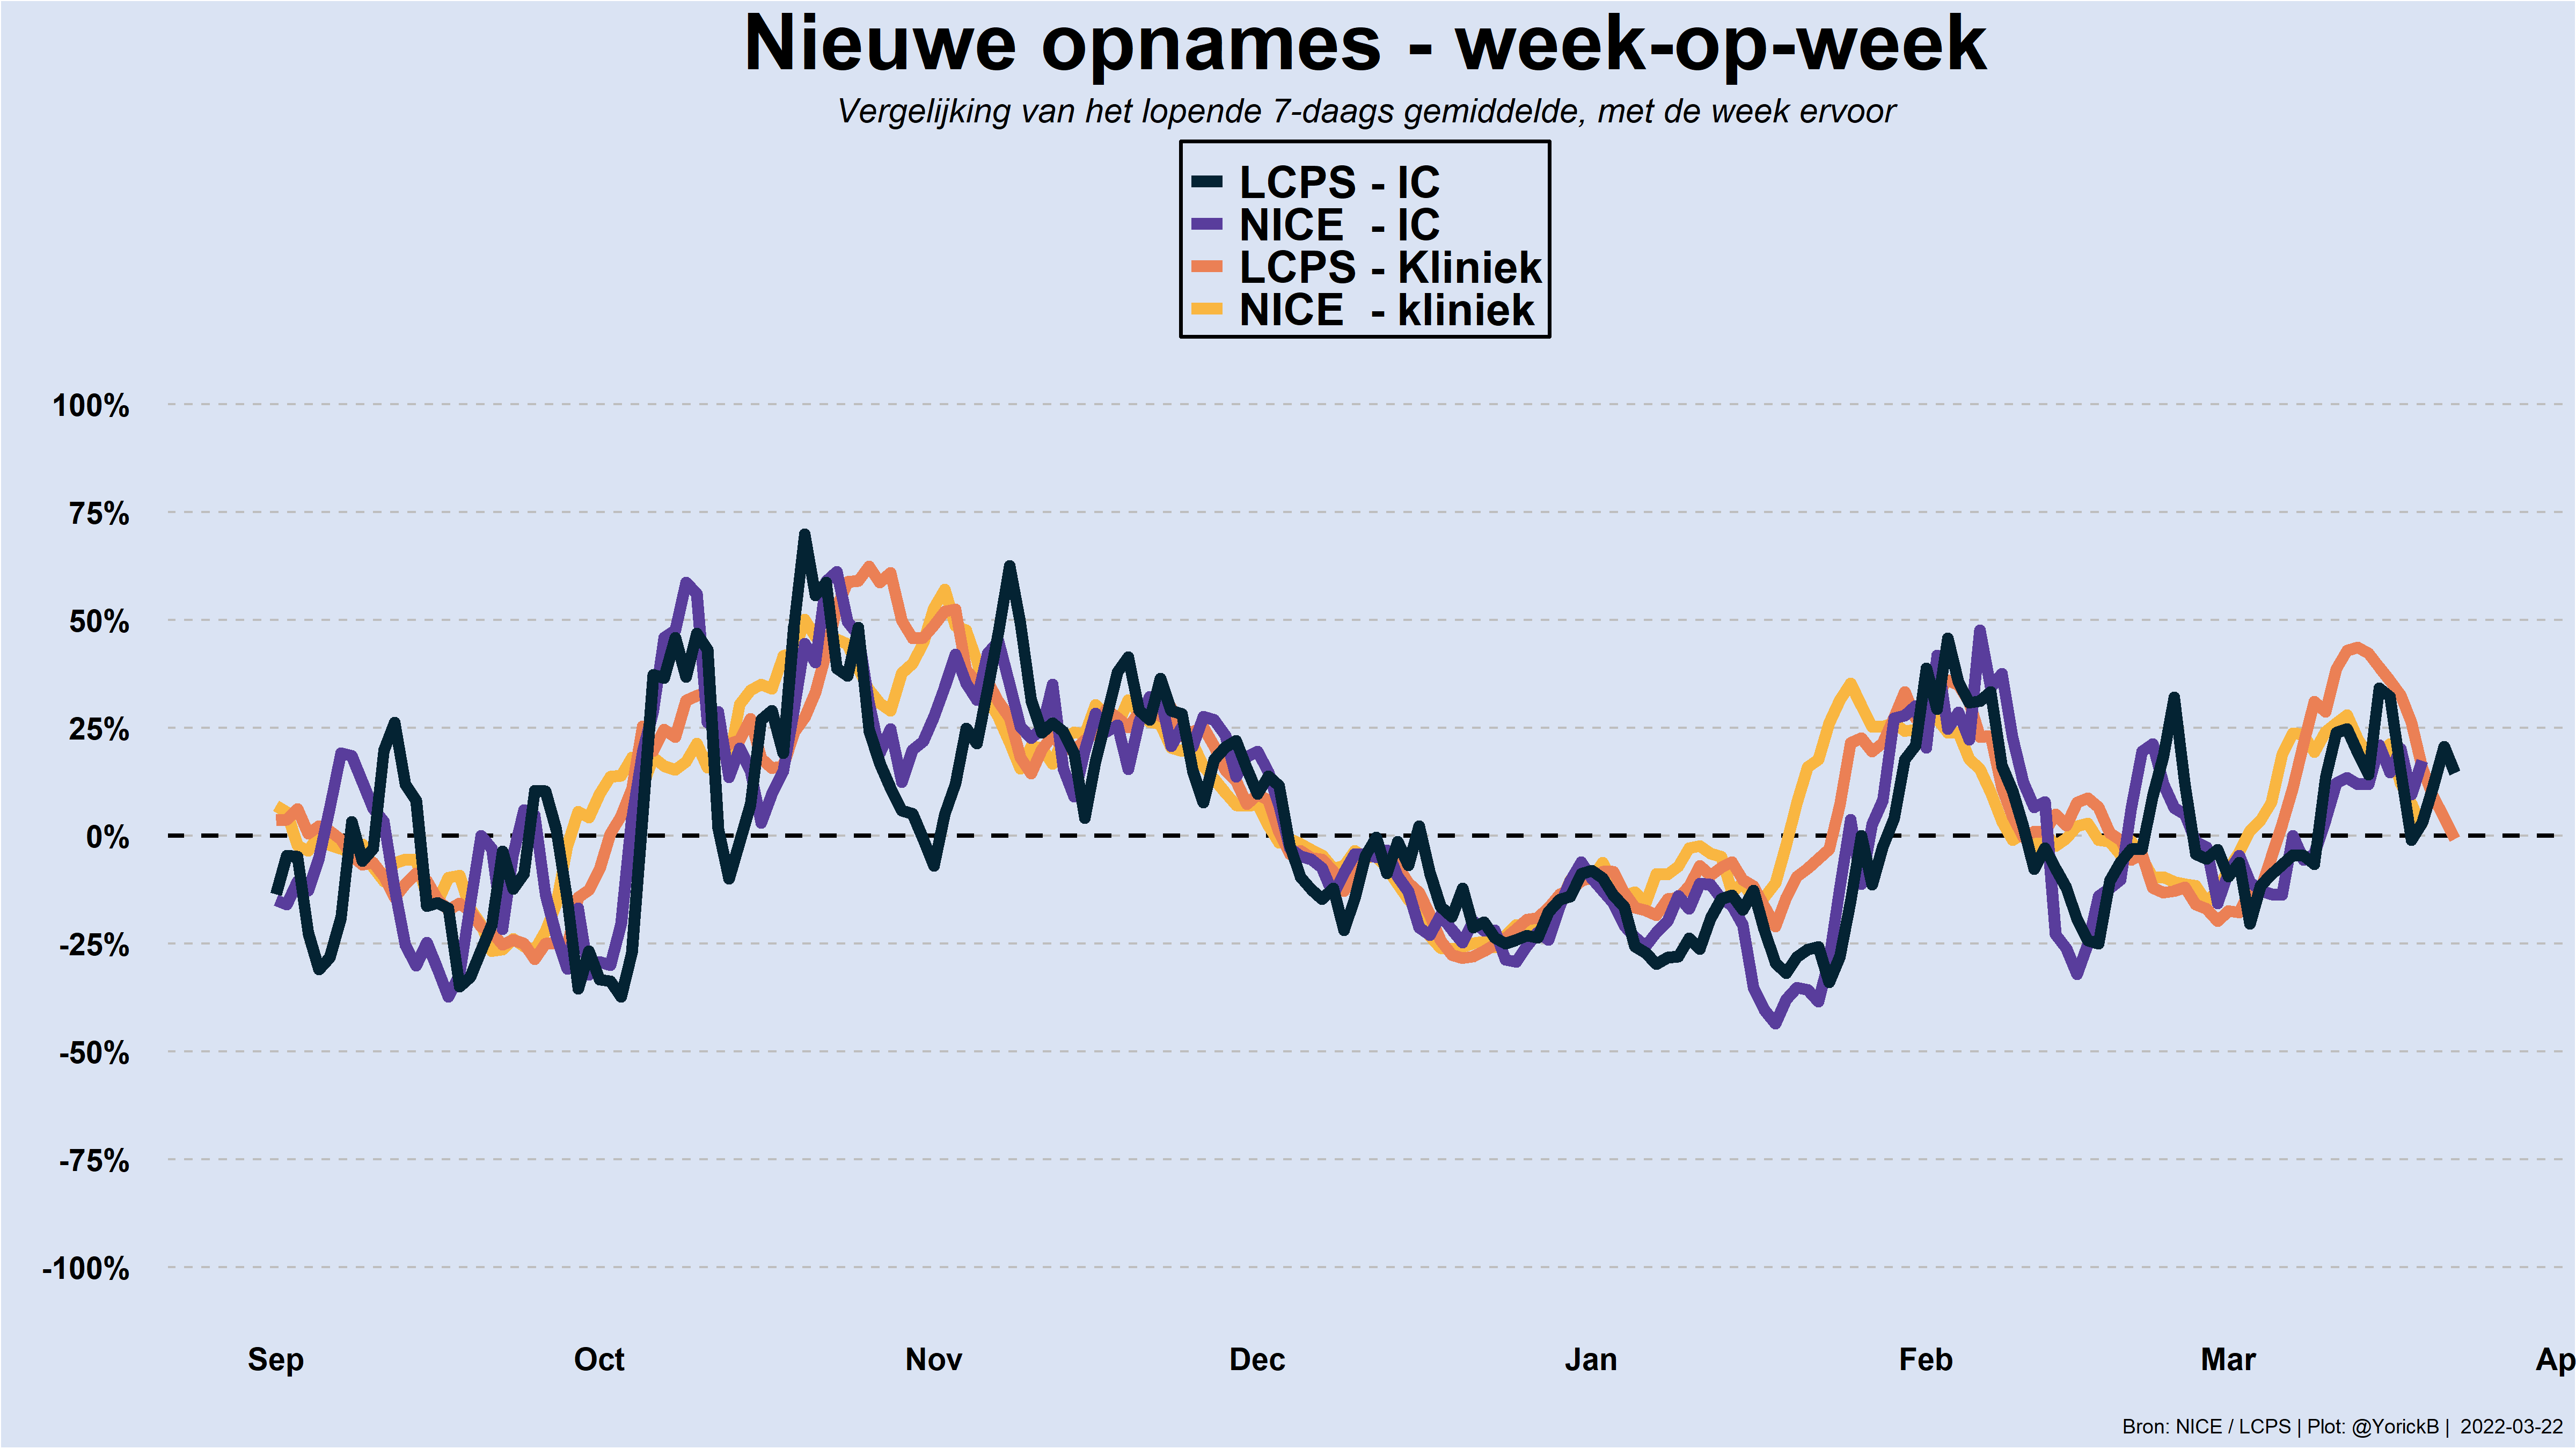 Nieuwe opnames - week-op-week
Vergelijking van het lopende 7-daags gemiddelde, met de week ervoor
LCPS - IC
NICE - IC
LCPS - Kliniek
NICE - kliniek
100%
75%
50%
25%
0%
-25%
-50%
-75%
-100%
Sep Oct Nov Dec Jan Feb Mar Ap
Bron: NICE / LCPS | Plot: @YorickB | 2022-03-22